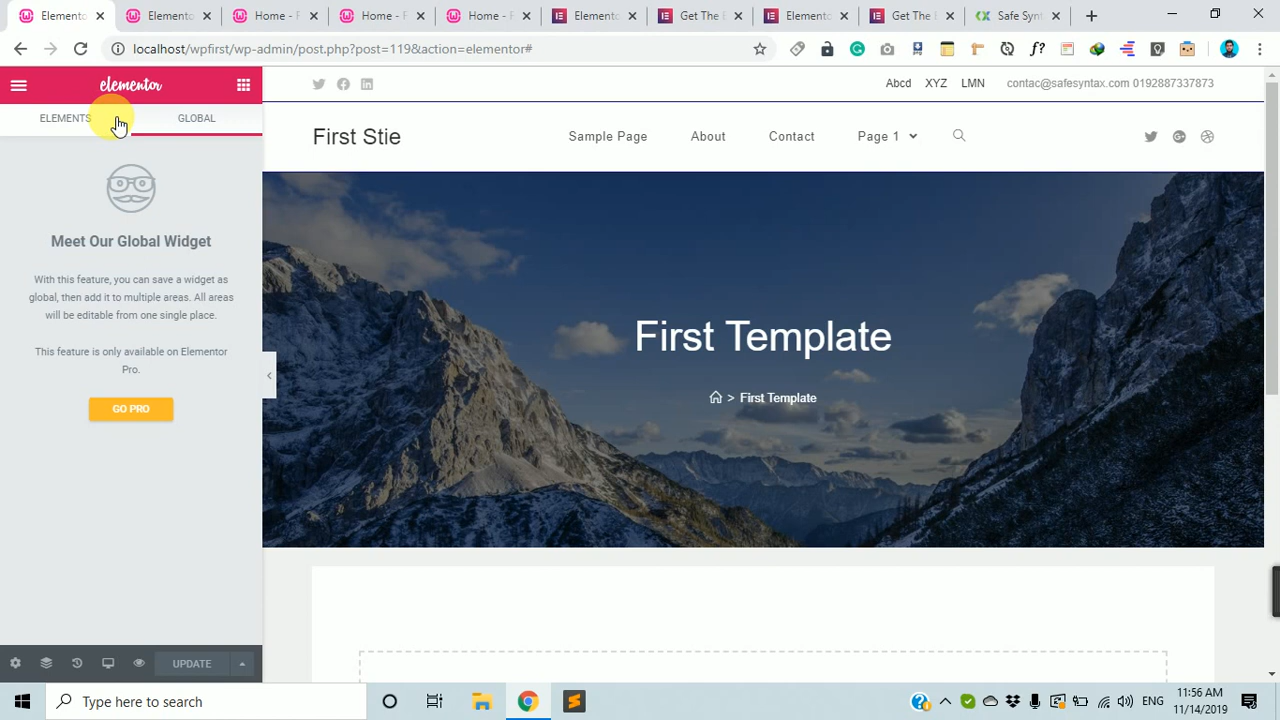 Home - F
Home - F
Home - F
Home - F
Home - F
Elemento
Get The E
Elemento
Get The E
Safe Synt
localhost/wpfirst/wp-admin/post.php?post=119&action=elementor#
elementor
ELEMENTS
GLOBAL
Meet Our Global Widget
With this feature, you can save a widget as
global, then add it to multiple areas. All areas
will be editable from one single place.
This feature is only available on Elementor
Pro.
GO PRO
UPDATE
Abcd XYZ LMN contac@safesyntax.com 0192887337873
First Stie
Sample Page About Contact Page 1
First Template
> First Template
Type here to search
ENG
11:56 AM
11/14/2019